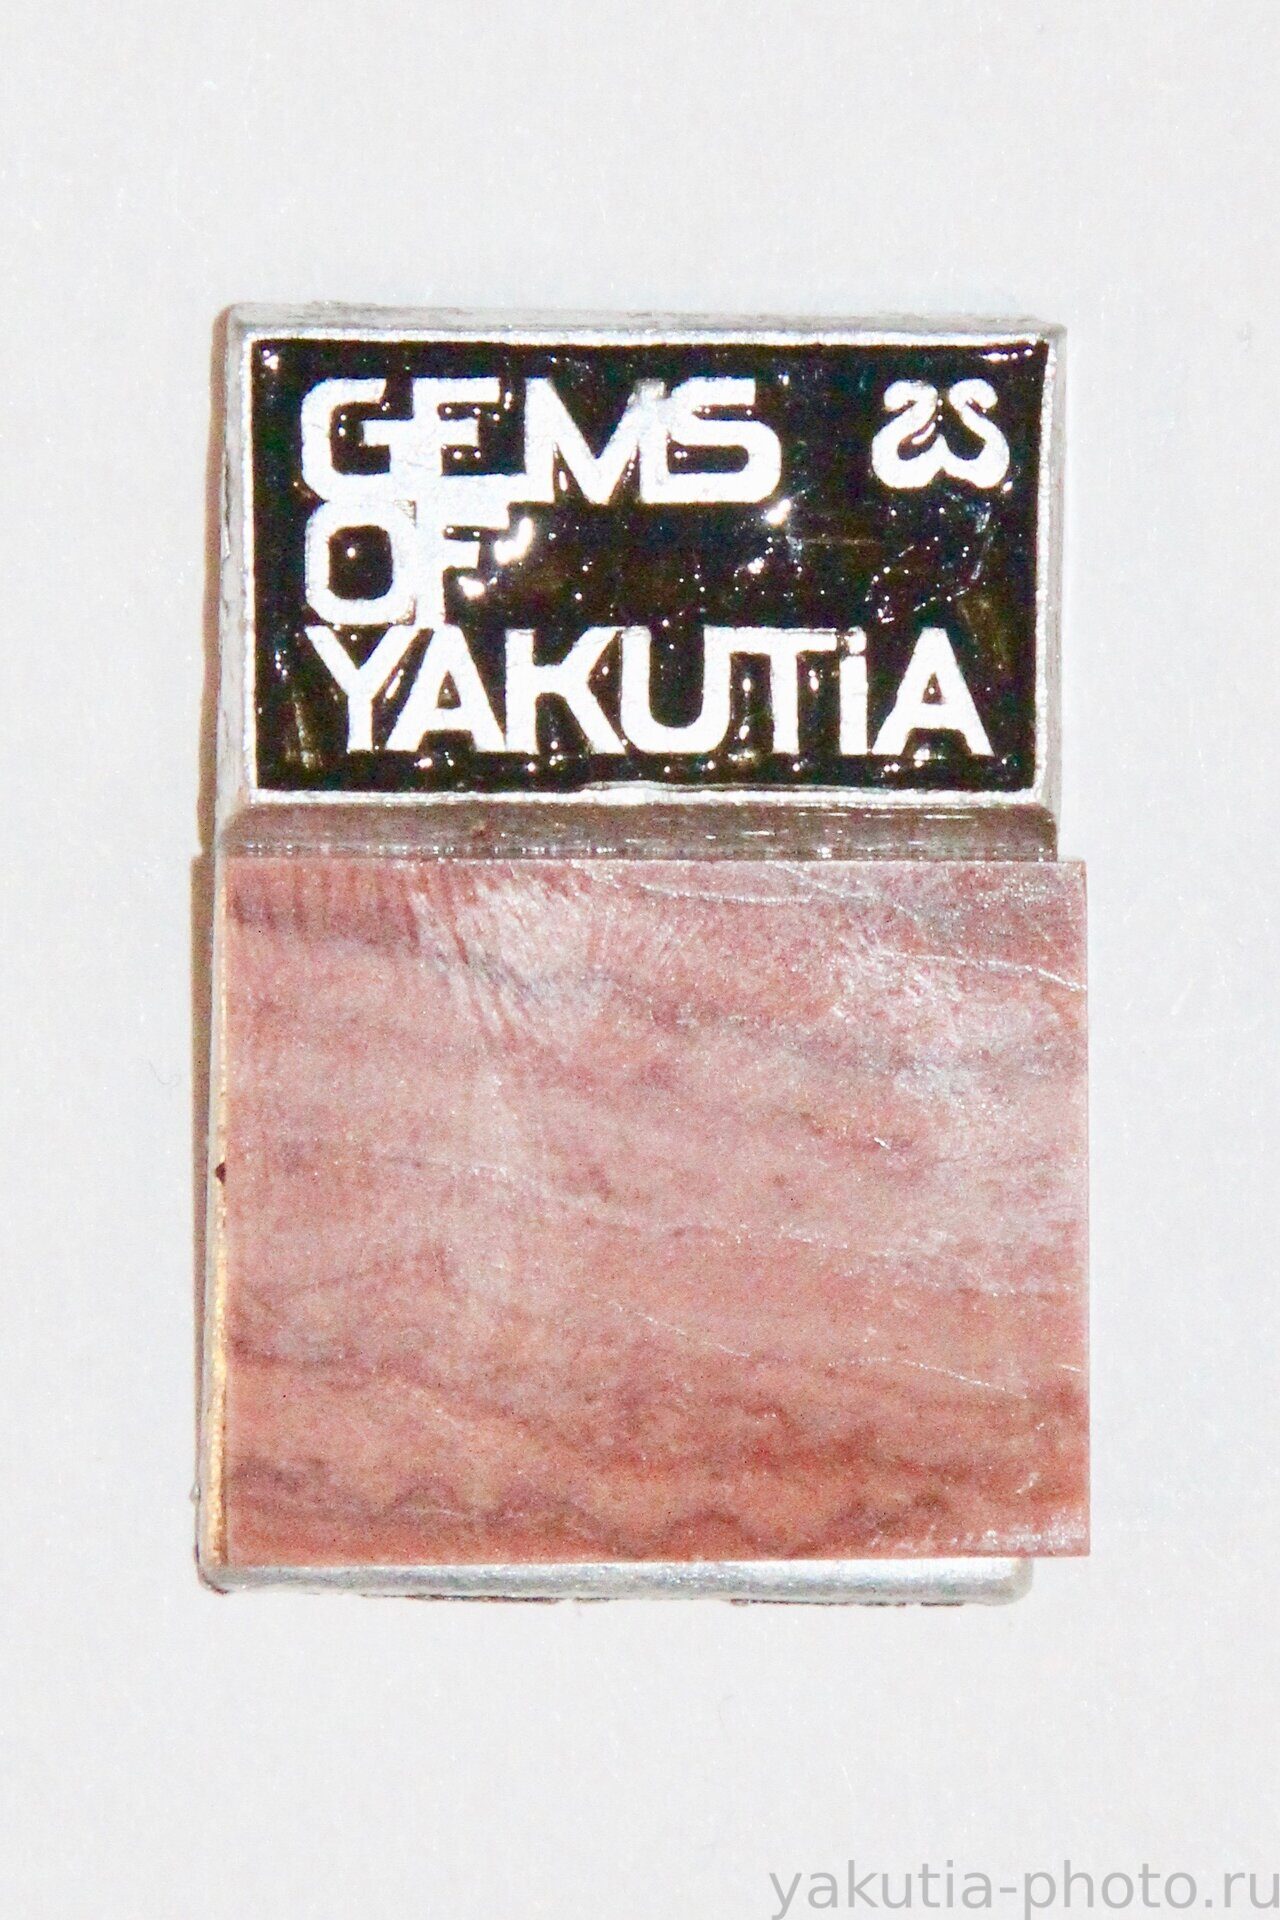 GEMS
OF
YAKUTiA
yakutia-photo.ru